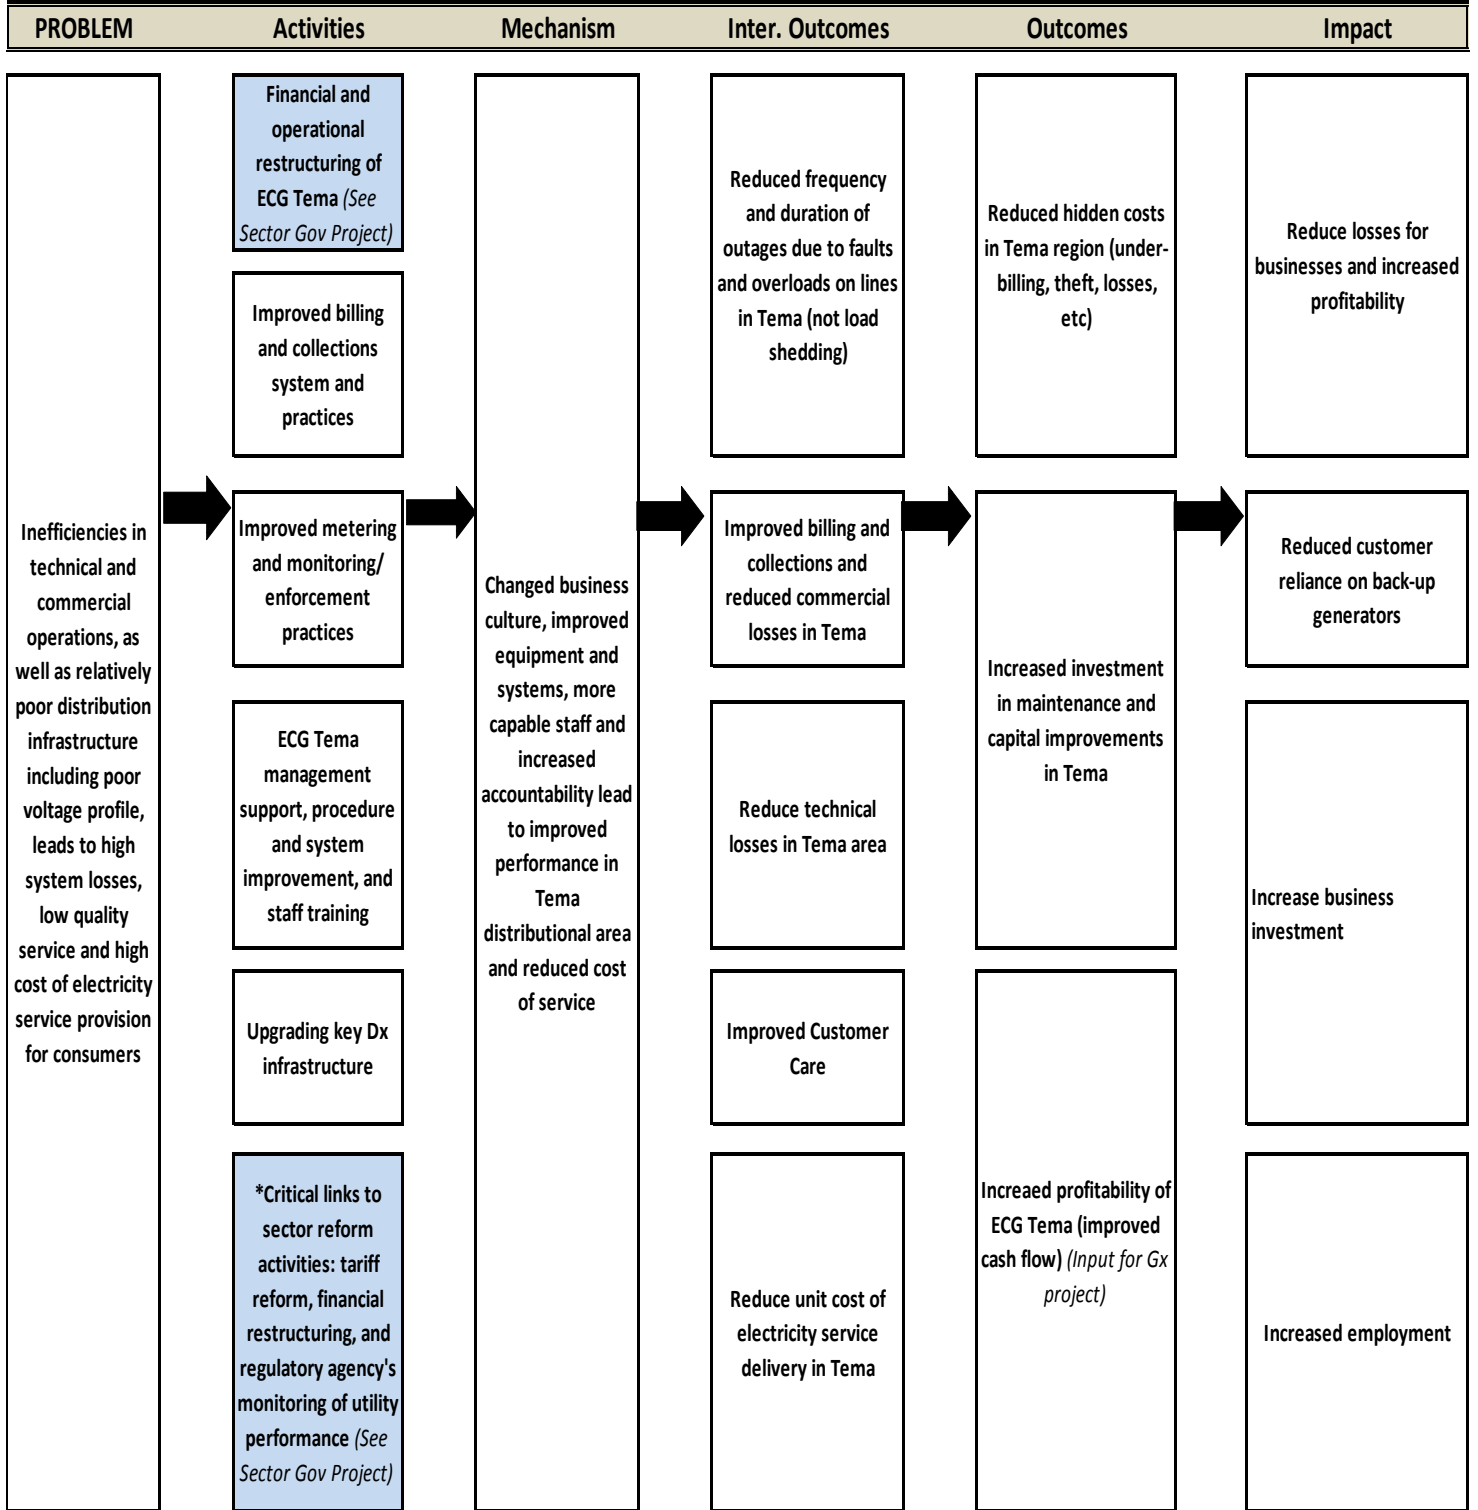 PROBLEM
Activities
Mechanism
Inter. Outcomes
Outcomes
Impact
Inefficiencies in
technical and
commercial
operations, as
well as relatively
poor distribution
infrastructure
including poor
voltage profile,
leads to high
system losses,
low quality
service and high
cost of electricity
service provision
for consumers
Financial and
operational
restructuring of
ECG Tema (See
Sector Gov Project)
Improved billing
and collections
system and
practices
Improved metering
and monitoring/
enforcement
practices
ECG Tema
management
support, procedure
and system
improvement, and
staff training
Upgrading key Dx
infrastructure
*Critical links to
sector reform
activities: tariff
reform, financial
restructuring, and
regulatory agency's
monitoring of utility
performance (See
Sector Gov Project)
Changed business
culture, improved
equipment and
systems, more
capable staff and
increased
accountability lead
to improved
performance in
Tema
distributional area
and reduced cost
of service
Reduced frequency
and duration of
outages due to faults
and overloads on lines
in Tema (not load
shedding)
Improved billing and
collections and
reduced commercial
losses in Tema
Reduce technical
losses in Tema area
Improved Customer
Care
Reduce unit cost of
electricity service
delivery in Tema
Reduced hidden costs
in Tema region (under-
billing, theft, losses,
etc)
Increased investment
in maintenance and
capital improvements
in Tema
Increaed profitability of
ECG Tema (improved
cash flow) (Input for Gx
project)
Reduce losses for
businesses and increased
profitability
Reduced customer
reliance on back-up
generators
Increase business
investment
Increased employment